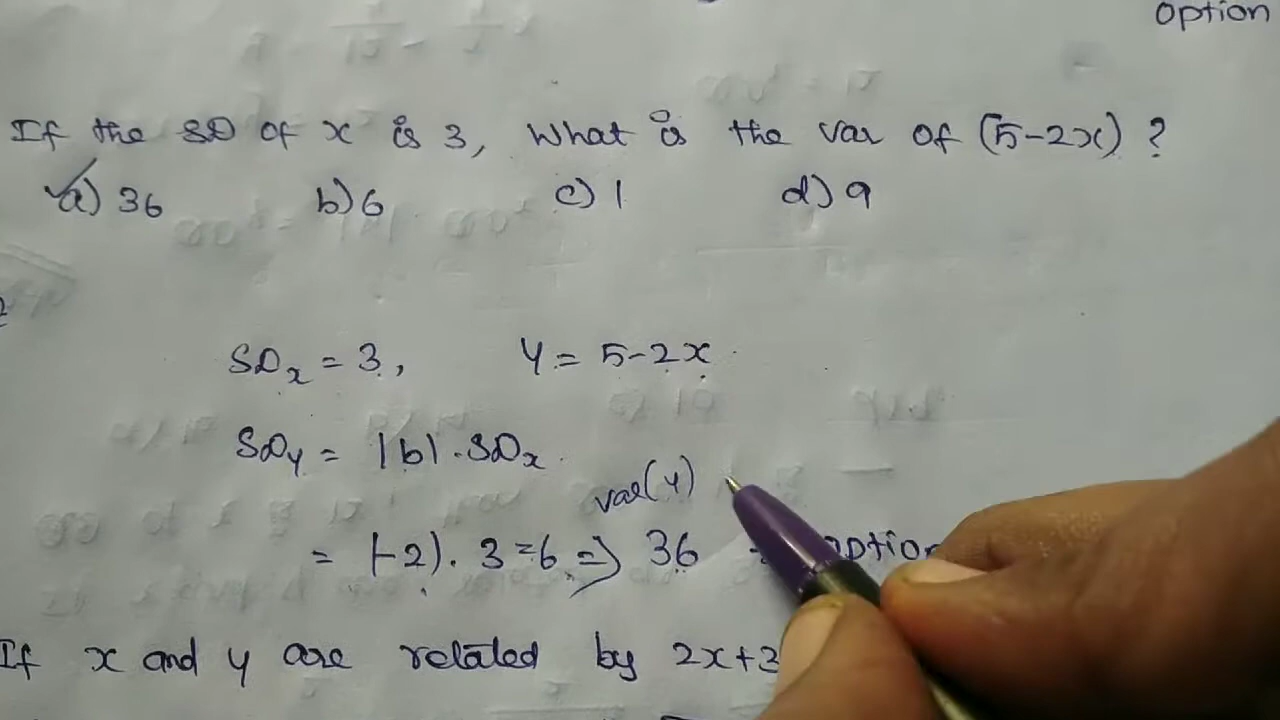 option
If the SD of x is 3, What is the var of (5-2x) ?
a) 36 b) 6 c) 1 d) 9
SDx = 3, y = 5-2x
SDy = |b| . SDx
var(y)
= |-2| . 3 = 6 => 36 option
If x and y are related by 2x+3